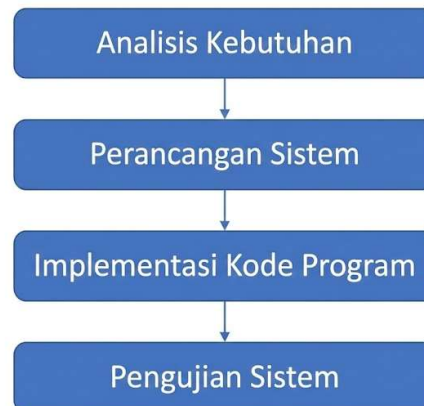 Analisis Kebutuhan
Perancangan Sistem
Implementasi Kode Program
Pengujian Sistem